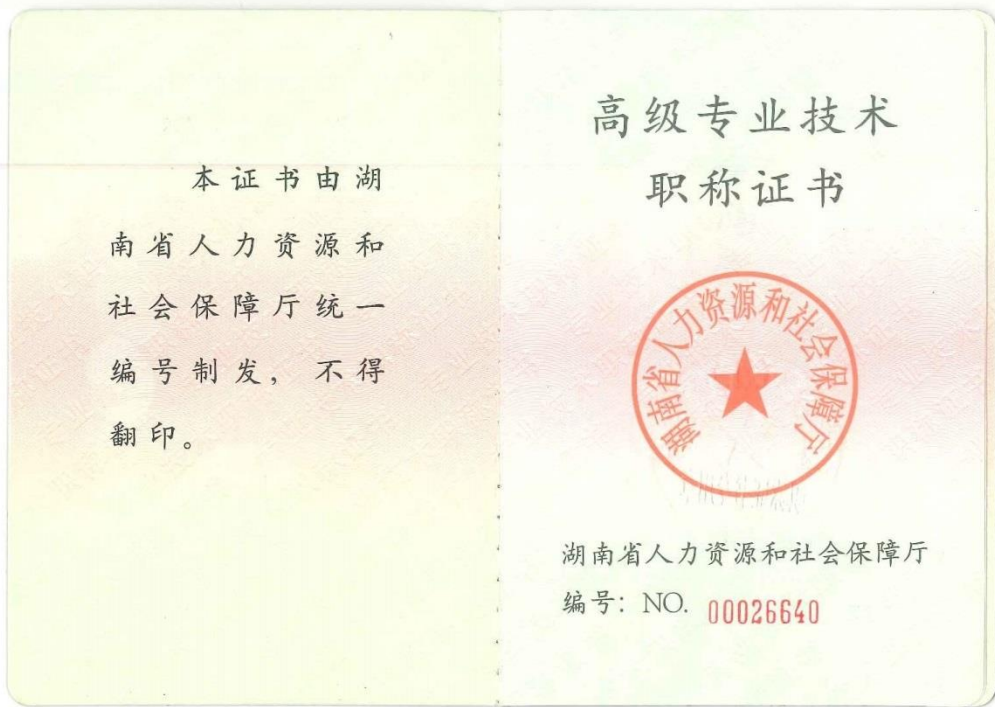 本证书由湖
南省人力资源和
社会保障厅统一
编号制发，不得
翻印。
高级专业技术
职称证书
湖南省人力资源和社会保障厅
湖南省人力资源和社会保障厅
编号：NO. 00026640